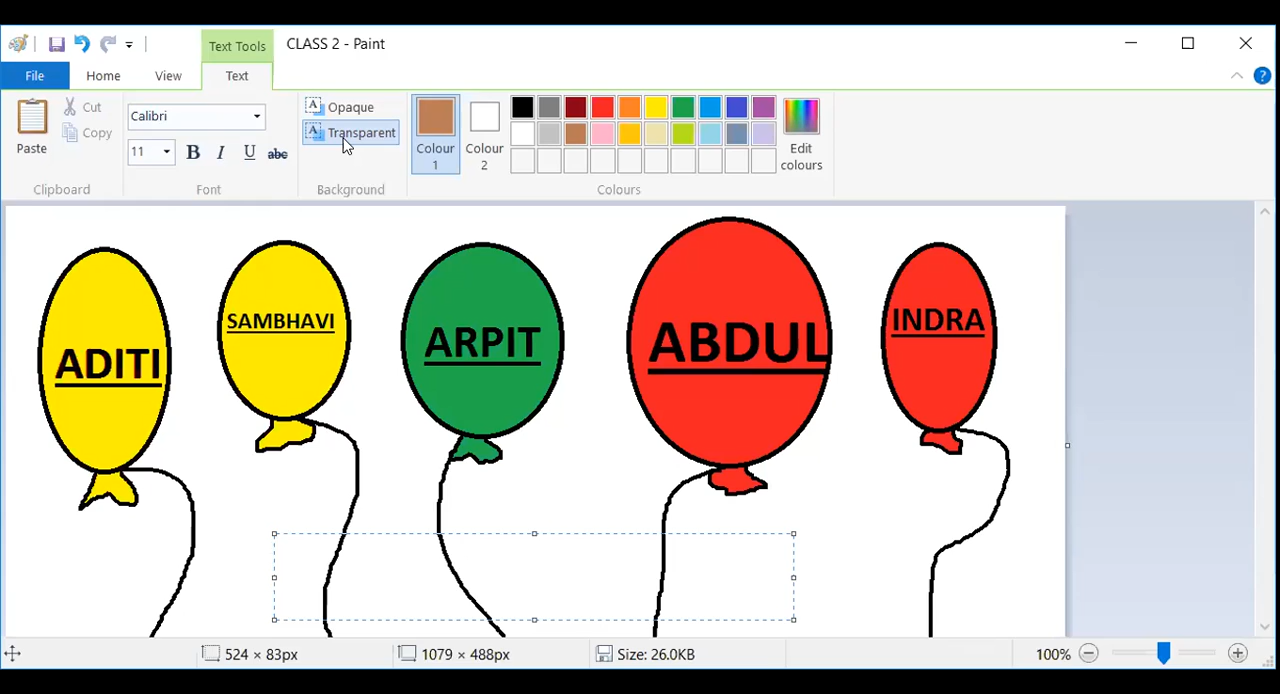 Text Tools CLASS 2 - Paint
File Home View Text
Paste Cut Copy
Clipboard
Calibri
11 B I U abc
Font
Opaque
Transparent
Background
Colour 1 Colour 2 Edit colours
Colours
ADITI SAMBHAVI ARPIT ABDUL INDRA
524 × 83px 1079 × 488px Size: 26.0KB 100%